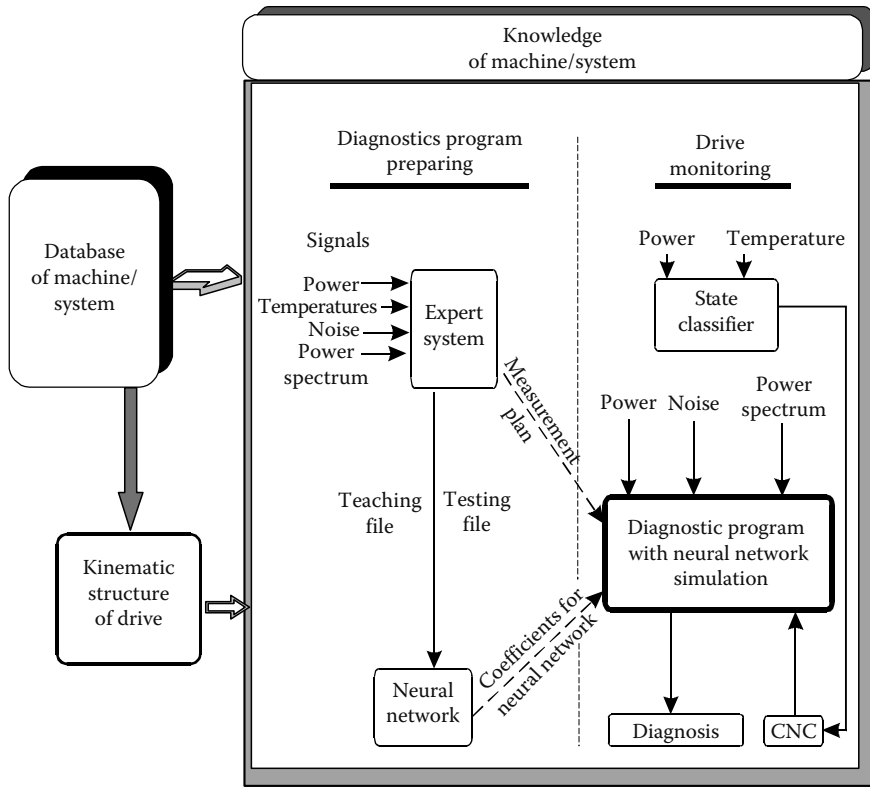 Knowledge
of machine/system
Diagnostics program
preparing
Drive
monitoring
Database
of machine/
system
Signals
Power
Temperatures
Noise
Power
spectrum
Expert
system
Power
Temperature
State
classifier
Measurement
plan
Power
Noise
Power
spectrum
Teaching
file
Testing
file
Diagnostic program
with neural network
simulation
Kinematic
structure
of drive
Coefficients for
neural network
Neural
network
Diagnosis
CNC